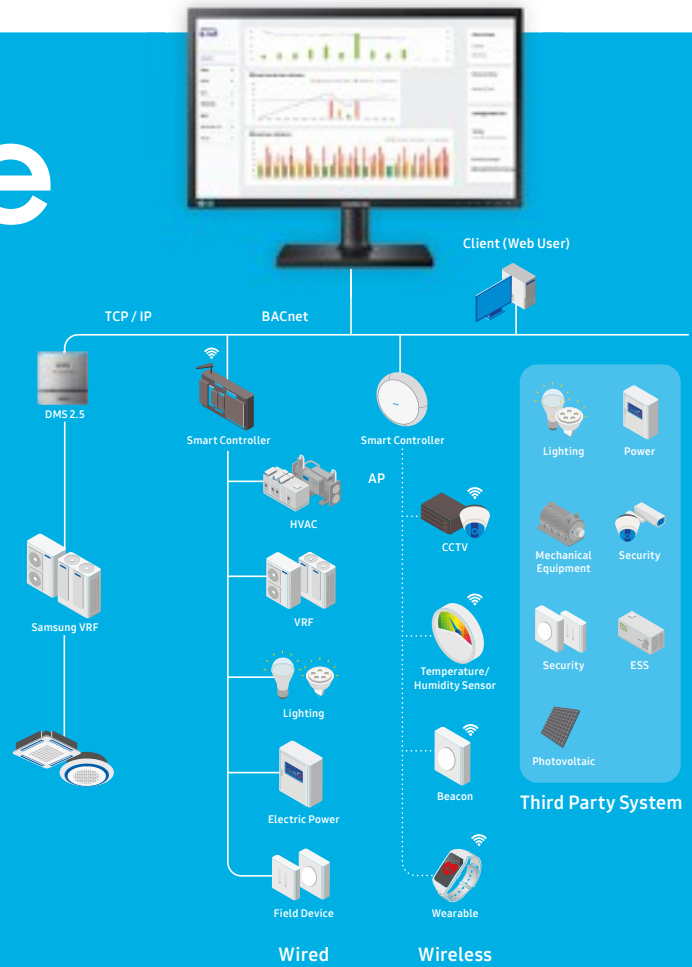 e
Client (Web User)
TCP / IP
BACnet
DMS 2.5
Smart Controller
Smart Controller
AP
HVAC
CCTV
Lighting
Power
Mechanical
Equipment
Security
Samsung VRF
VRF
Temperature/
Humidity Sensor
Security
ESS
Lighting
Photovoltaic
Electric Power
Beacon
Third Party System
Field Device
Wearable
Wired
Wireless